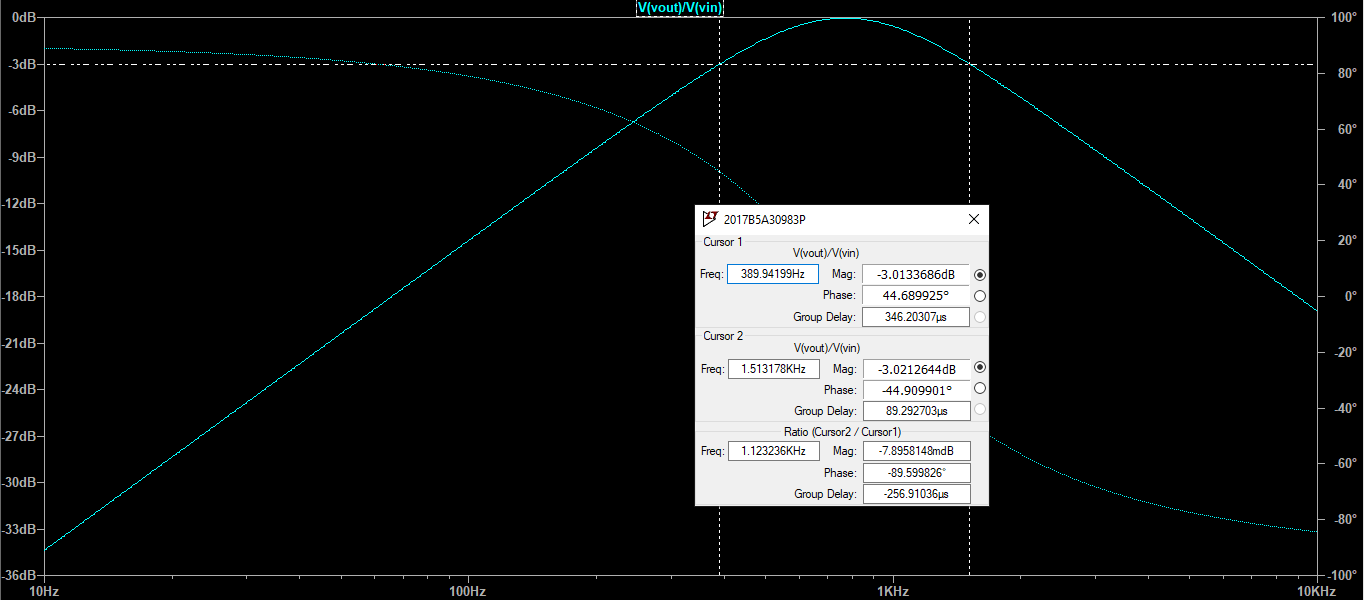 V(vout)/V(vin)
0dB
-3dB
-6dB
-9dB
-12dB
-15dB
-18dB
-21dB
-24dB
-27dB
-30dB
-33dB
-36dB
100°
80°
60°
40°
20°
0°
-20°
-40°
-60°
-80°
-100°
10Hz
100Hz
1KHz
10KHz
2017B5A30983P
Cursor 1
V(vout)/V(vin)
Freq: 389.94199Hz Mag: -3.0133686dB
Phase: 44.689925°
Group Delay: 346.20307µs
Cursor 2
V(vout)/V(vin)
Freq: 1.513178KHz Mag: -3.0212644dB
Phase: -44.909901°
Group Delay: 89.292703µs
Ratio (Cursor2 / Cursor1)
Freq: 1.123236KHz Mag: -7.8958148mdB
Phase: -89.599826°
Group Delay: -256.91036µs